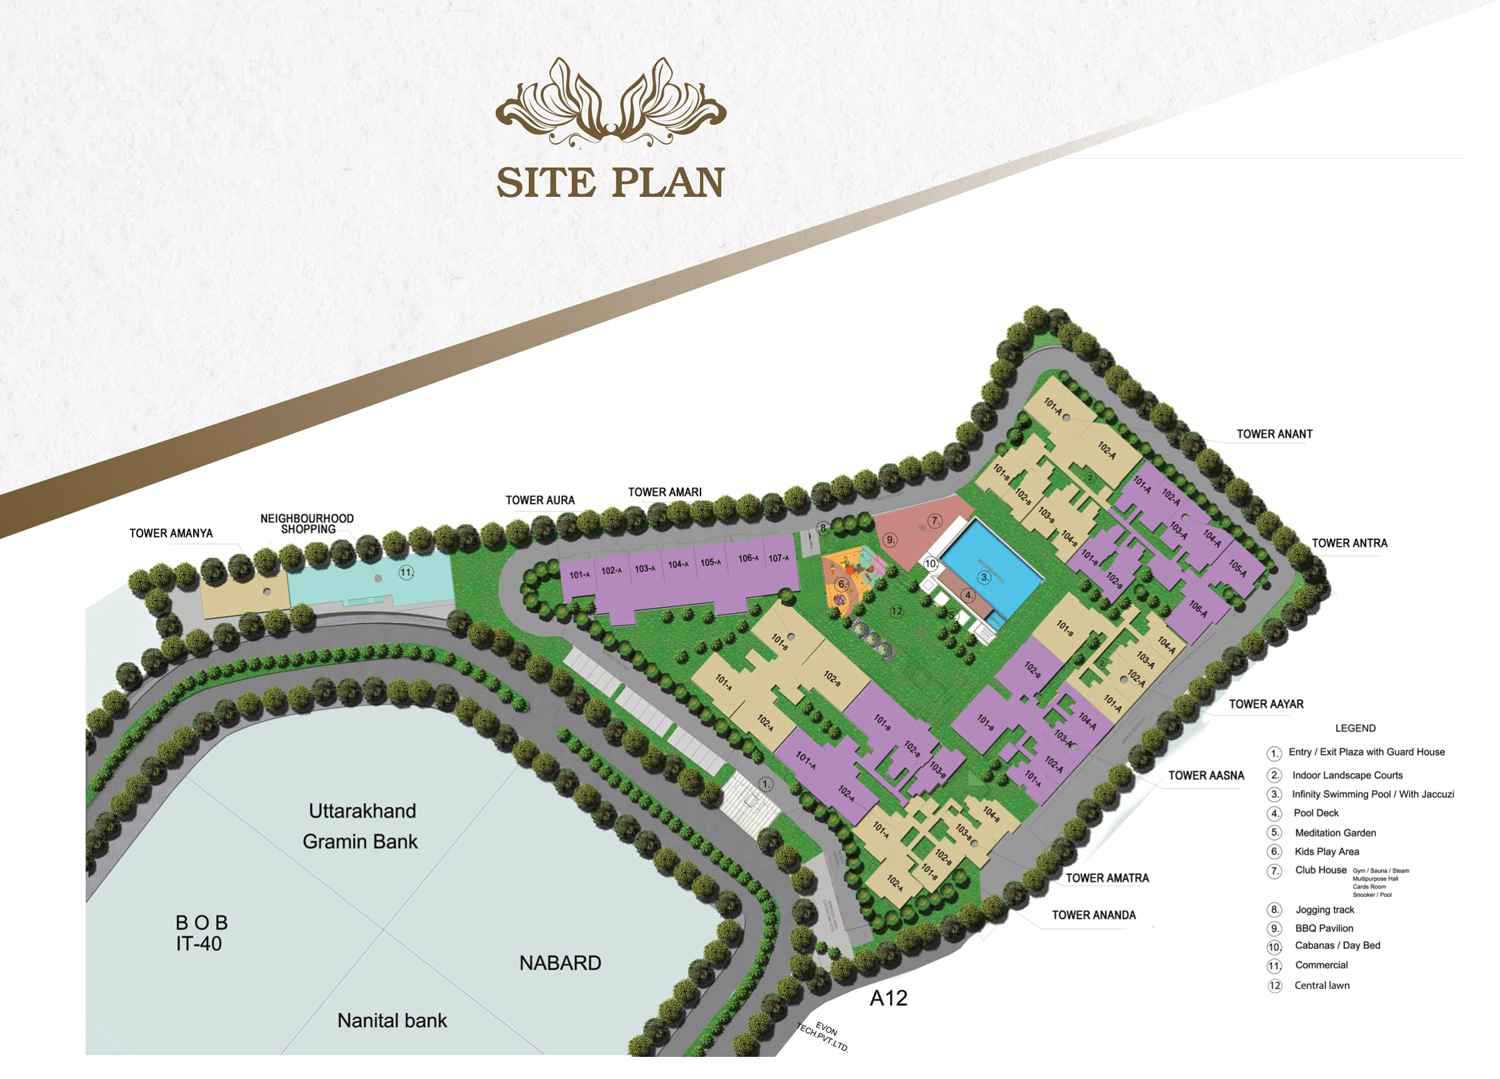 SITE PLAN
TOWER ANANT
TOWER AMARI
TOWER AURA
NEIGHBOURHOOD
SHOPPING
TOWER AMANYA
TOWER ANTRA
TOWER AAYAR
TOWER AASNA
TOWER AMATRA
TOWER ANANDA
101-A
102-A
101-B
102-B
103-B
104-B
101-A
102-A
103-A
104-A
105-A
106-A
101-B
102-B
101-A
102-A
103-A
104-A
105-A
106-A
107-A
11.
8
7.
9.
10.
3.
4.
6.
12
1.
101-B
102-B
101-A
102-A
101-B
102-B
103-B
101-A
102-A
101-A
102-A
101-B
102-B
103-B
104-B
101-B
104-A
103-A
102-A
101-A
102-B
101-B
104-A
103-A
102-A
101-A
Uttarakhand
Gramin Bank
B O B
IT-40
NABARD
Nanital bank
A12
EVON
TECH.PVT.LTD.
LEGEND
1. Entry / Exit Plaza with Guard House
2. Indoor Landscape Courts
3. Infinity Swimming Pool / With Jaccuzi
4. Pool Deck
5. Meditation Garden
6. Kids Play Area
7. Club House Gym / Sauna / Steam
Multipurpose Hall
Cards Room
Snooker / Pool
8. Jogging track
9. BBQ Pavilion
10. Cabanas / Day Bed
11. Commercial
12 Central lawn